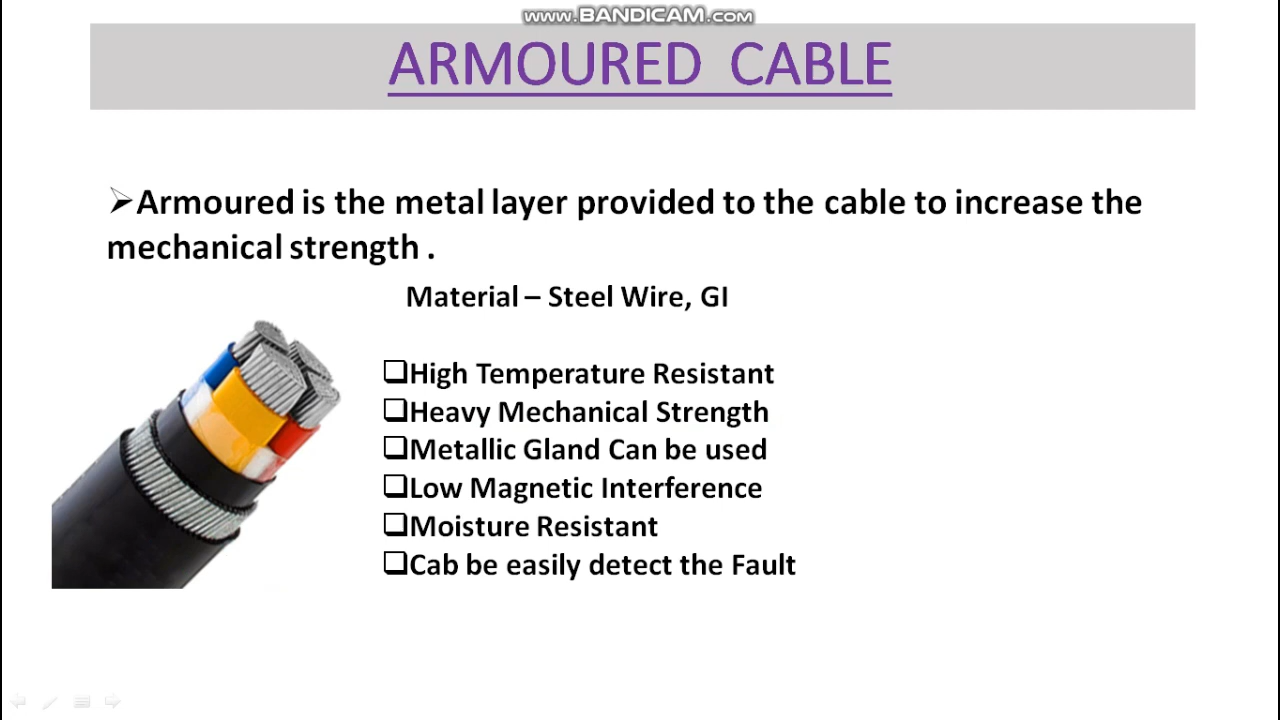 www.BANDICAM.com
ARMOURED CABLE
Armoured is the metal layer provided to the cable to increase the
mechanical strength .
Material – Steel Wire, GI
High Temperature Resistant
Heavy Mechanical Strength
Metallic Gland Can be used
Low Magnetic Interference
Moisture Resistant
Cab be easily detect the Fault